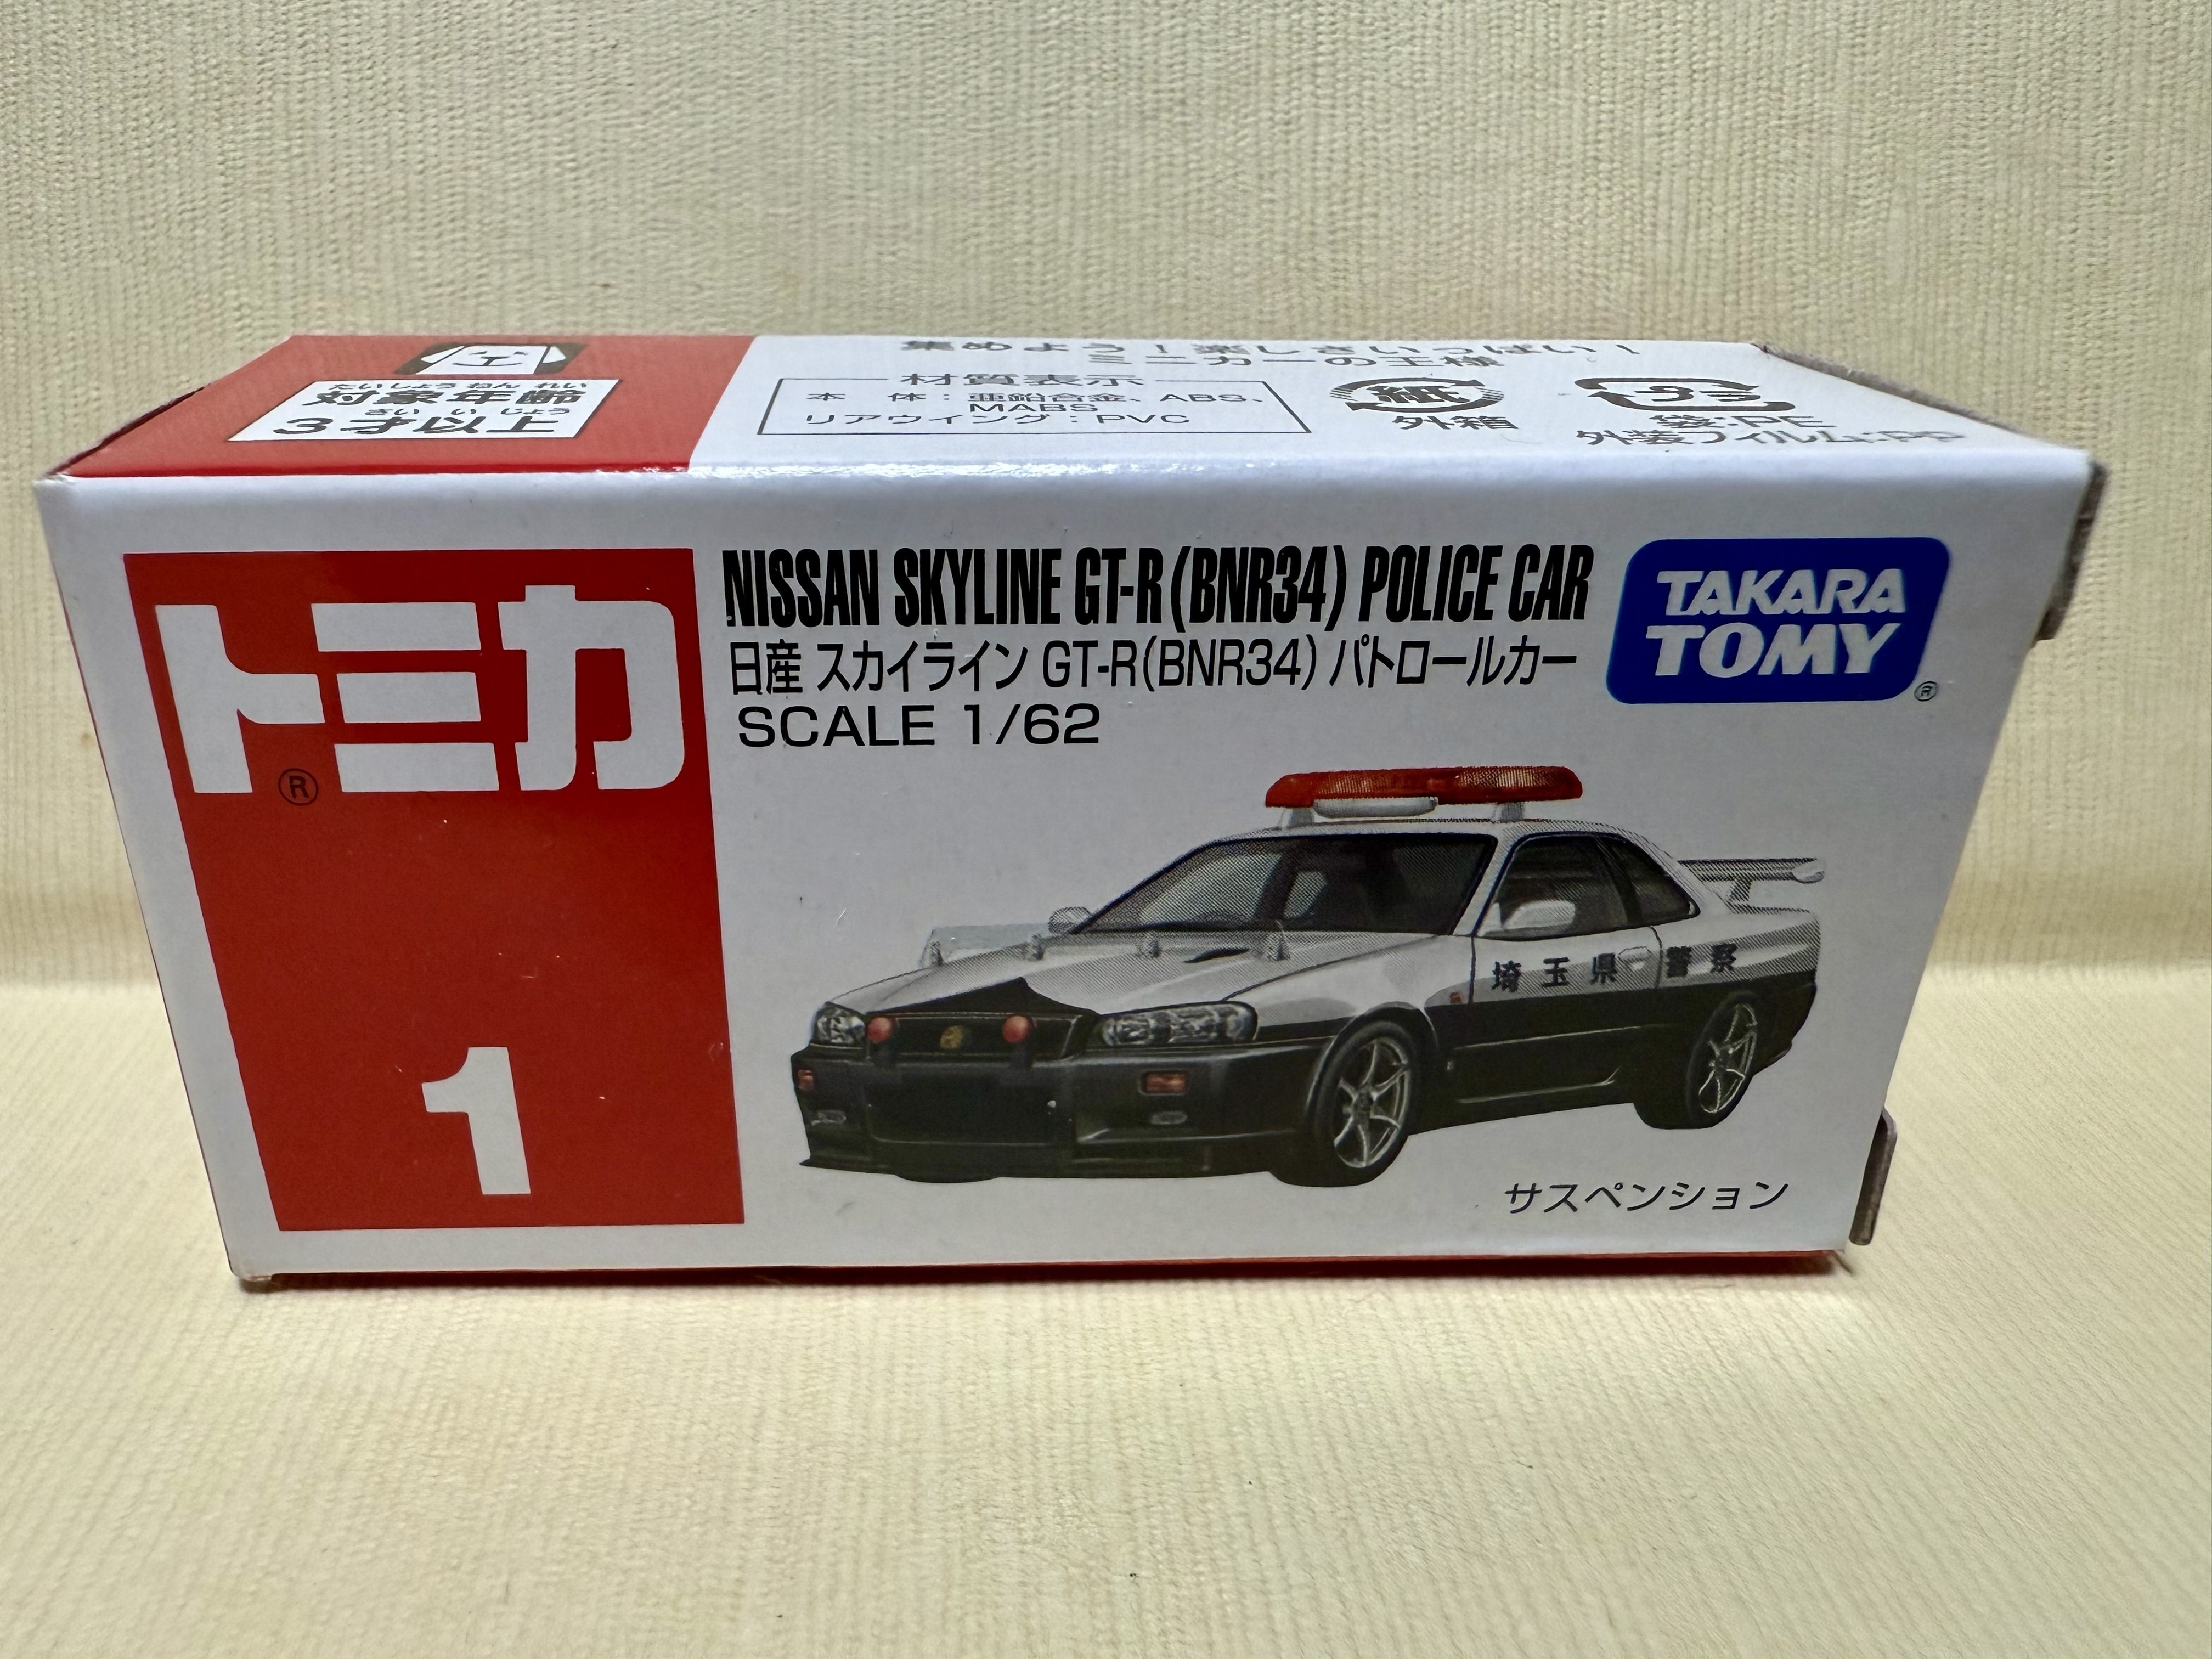 集めよう！楽しさいっぱい！
ミニカーの王様
たいしょう ねん れい
対象年齢
さい い じょう
3才以上
材質表示
本 体：亜鉛合金、ABS、
MABS
リアウイング：PVC
紙
外箱
プラ
袋:PE
外装フィルム:PP
トミカ
®
1
NISSAN SKYLINE GT-R(BNR34) POLICE CAR
日産 スカイライン GT-R(BNR34) パトロールカー
SCALE 1/62
TAKARA
TOMY
®
埼玉県警察
サスペンション